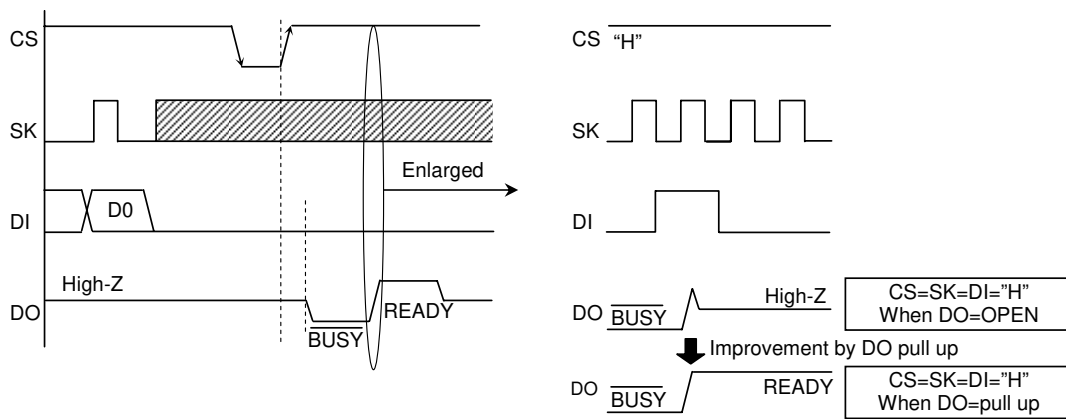 CS
SK
Enlarged
DI
D0
High-Z
DO
BUSY
READY
CS “H”
SK
DI
DO
BUSY
High-Z
CS=SK=DI=”H”
When DO=OPEN
Improvement by DO pull up
DO
BUSY
READY
CS=SK=DI=”H”
When DO=pull up